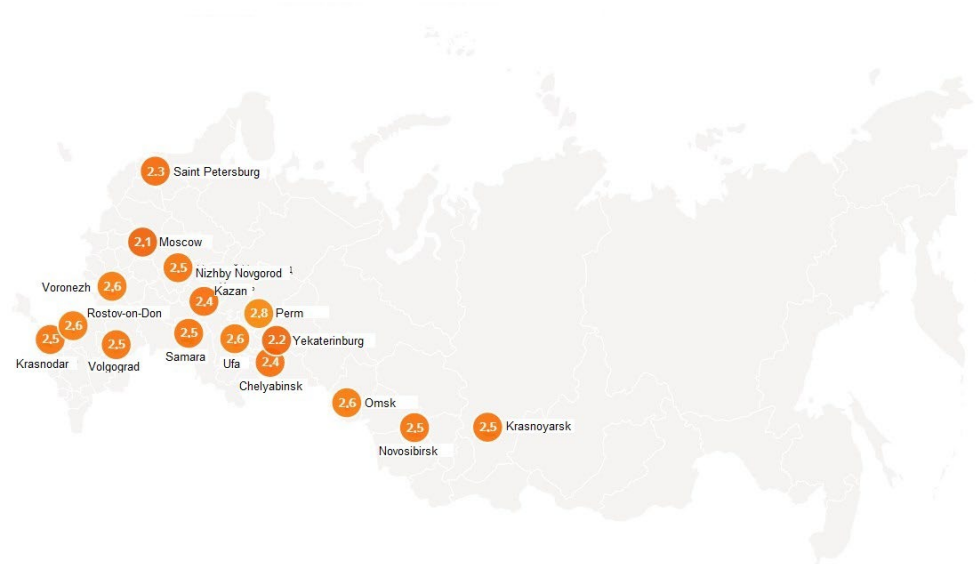 2.3 Saint Petersburg
2,1 Moscow
2,5 Nizhby Novgorod
Voronezh 2,6
2,4 Kazan
2,8 Perm
Rostov-on-Don
2,6
2,5
Krasnodar
2,5
Volgograd
2,5
Samara
2,6
Ufa
2.2 Yekaterinburg
2,4
Chelyabinsk
2,6 Omsk
2,5
Novosibirsk
2,5 Krasnoyarsk